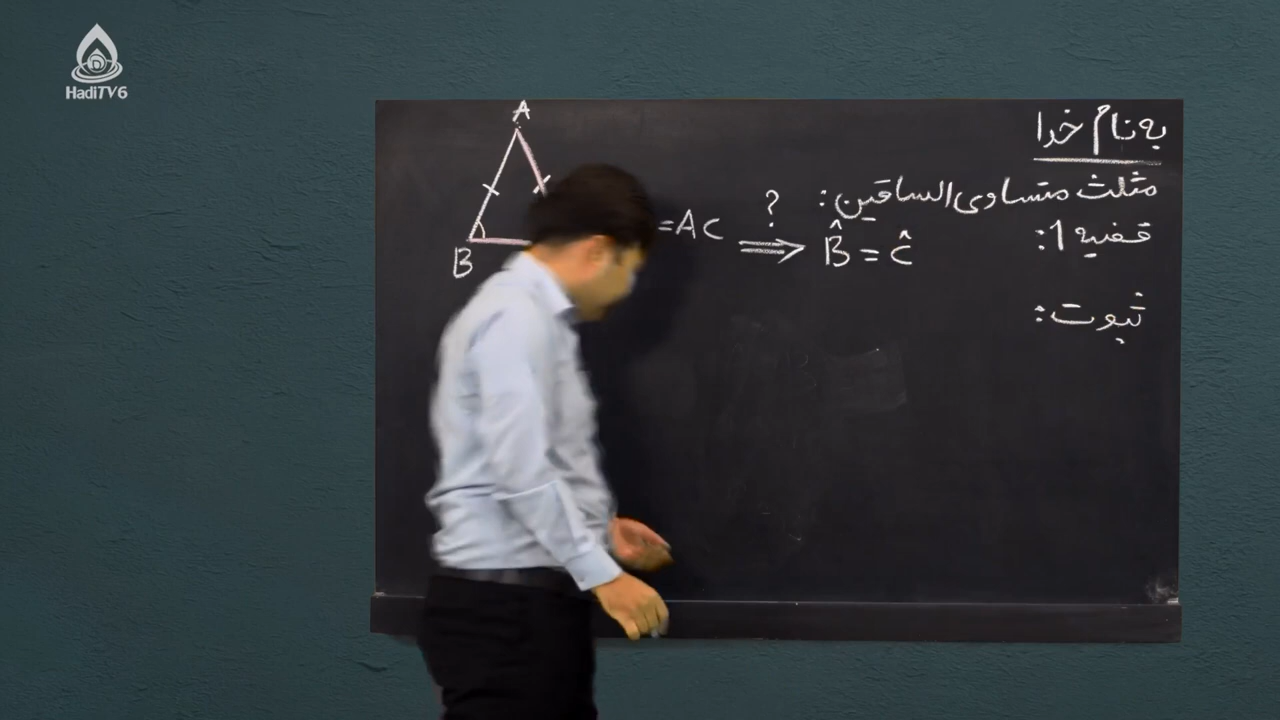 HadiTV6
به نام خدا
مثلث متساوی الساقین:
قضیه 1:
=AC ⟹ ? B̂ = Ĉ
ثبوت:
A
B